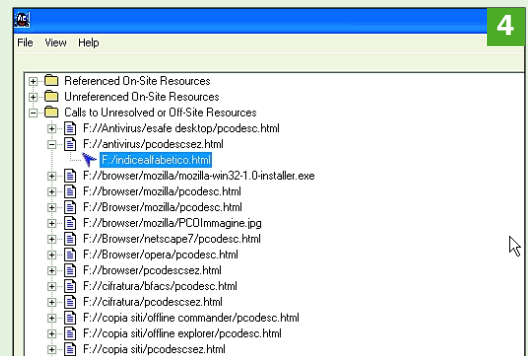 4
File View Help
Referenced On-Site Resources
Unreferenced On-Site Resources
Calls to Unresolved or Off-Site Resources
F://Antivirus/esafe desktop/pcodesc.html
F://antivirus/pcodescsez.html
F:/indicealfabetico.html
F://browser/mozilla/mozilla-win32-1.0-installer.exe
F://browser/mozilla/pcodesc.html
F://Browser/mozilla/pcodesc.html
F://browser/mozilla/PCOImmagine.jpg
F://Browser/netscape7/pcodesc.html
F://Browser/opera/pcodesc.html
F://browser/pcodescsez.html
F://cifratura/bfacs/pcodesc.html
F://cifratura/pcodescsez.html
F://copia siti/offline commander/pcodesc.html
F://copia siti/offline explorer/pcodesc.html
F://copia siti/pcodescsez.html